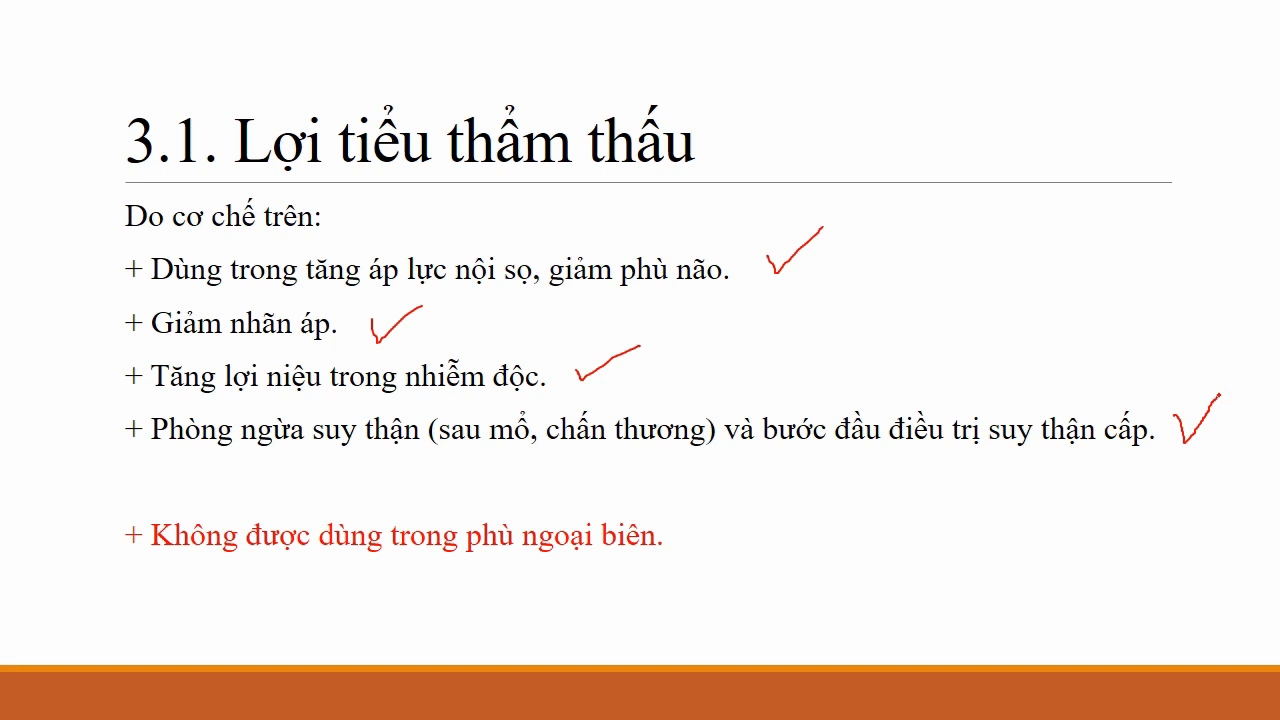 3.1. Lợi tiểu thẩm thấu
Do cơ chế trên:
+ Dùng trong tăng áp lực nội sọ, giảm phù não.
+ Giảm nhãn áp.
+ Tăng lợi niệu trong nhiễm độc.
+ Phòng ngừa suy thận (sau mổ, chấn thương) và bước đầu điều trị suy thận cấp.
+ Không được dùng trong phù ngoại biên.